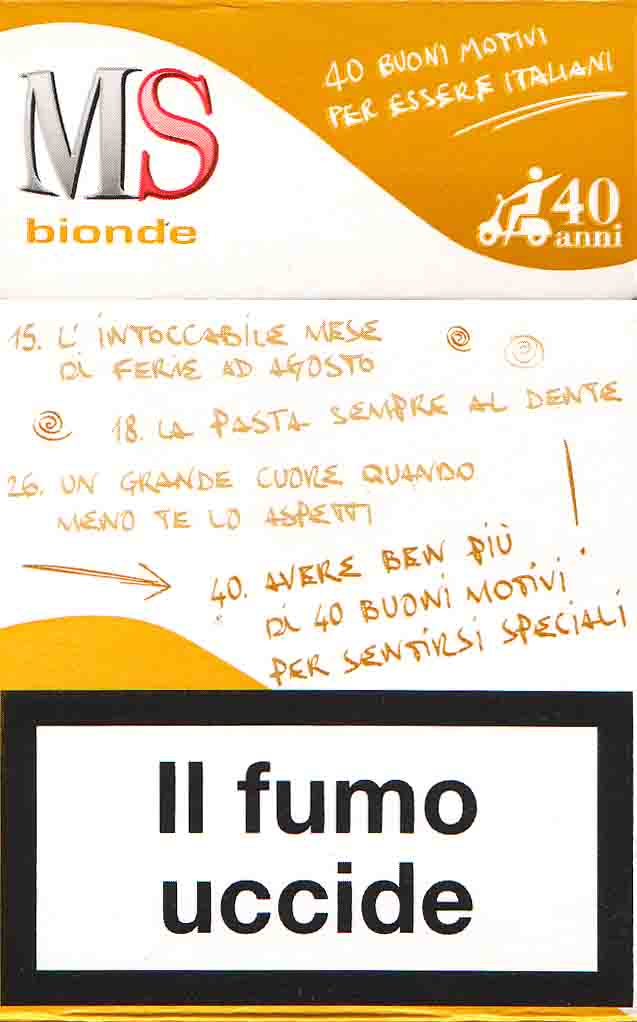 MS
bionde
40 BUONI MOTIVI
PER ESSERE ITALIANI
40
anni
15. L'INTOCCABILE MESE
DI FERIE AD AGOSTO
18. LA PASTA SEMPRE AL DENTE
26. UN GRANDE CUORE QUANDO
MENO TE LO ASPETTI
40. AVERE BEN PIÙ
DI 40 BUONI MOTIVI
PER SENTIRSI SPECIALI
Il fumo
uccide